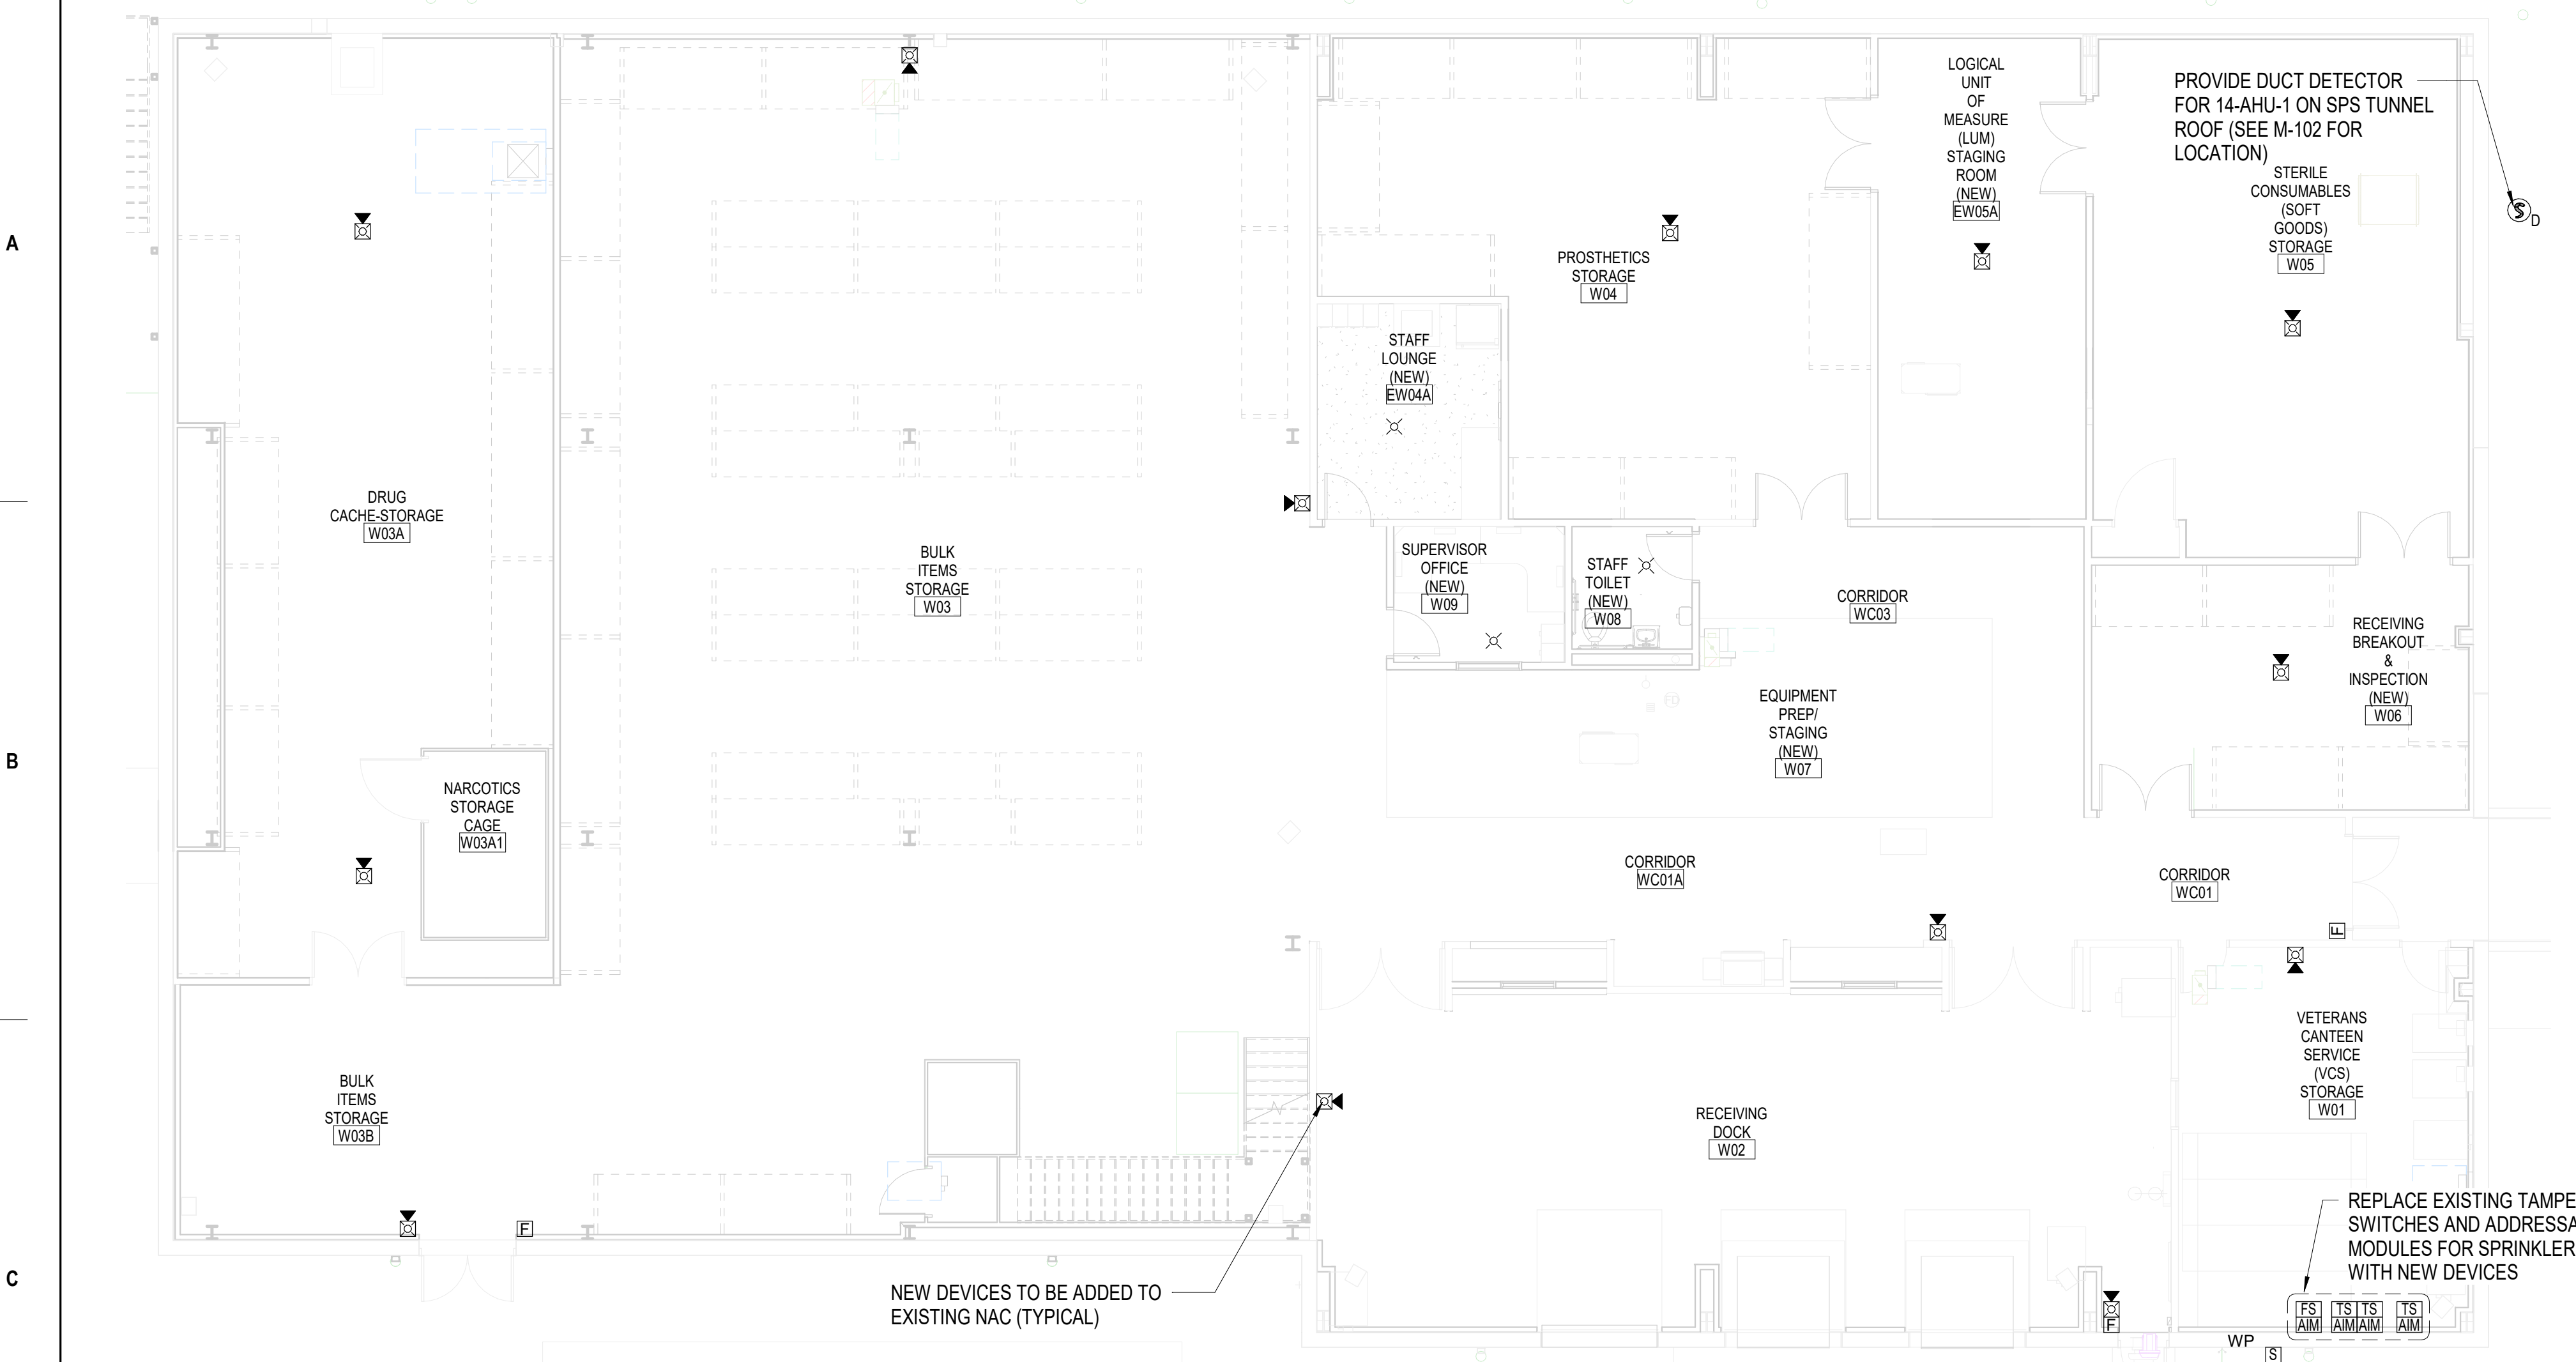 A
B
C
DRUG
CACHE-STORAGE
W03A
NARCOTICS
STORAGE
CAGE
W03A1
BULK
ITEMS
STORAGE
W03B
F
BULK
ITEMS
STORAGE
W03
NEW DEVICES TO BE ADDED TO
EXISTING NAC (TYPICAL)
STAFF
LOUNGE
(NEW)
EW04A
PROSTHETICS
STORAGE
W04
LOGICAL
UNIT
OF
MEASURE
(LUM)
STAGING
ROOM
(NEW)
EW05A
PROVIDE DUCT DETECTOR
FOR 14-AHU-1 ON SPS TUNNEL
ROOF (SEE M-102 FOR
LOCATION)
S
D
STERILE
CONSUMABLES
(SOFT
GOODS)
STORAGE
W05
SUPERVISOR
OFFICE
(NEW)
W09
STAFF
TOILET
(NEW)
W08
CORRIDOR
WC03
FD
EQUIPMENT
PREP/
STAGING
(NEW)
W07
RECEIVING
BREAKOUT
&
INSPECTION
(NEW)
W06
CORRIDOR
WC01A
CORRIDOR
WC01
F
RECEIVING
DOCK
W02
F
VETERANS
CANTEEN
SERVICE
(VCS)
STORAGE
W01
REPLACE EXISTING TAMPE
SWITCHES AND ADDRESSA
MODULES FOR SPRINKLER
WITH NEW DEVICES
FS TS TS TS
AIM AIM AIM AIM
WP
S